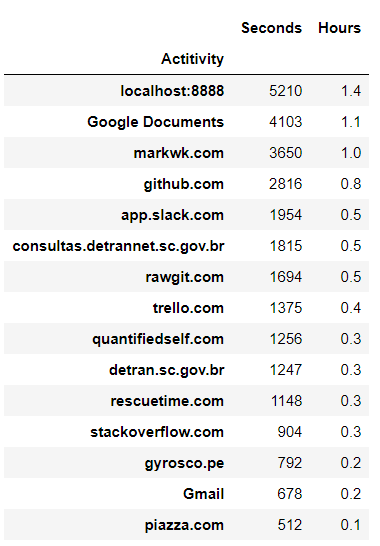 Seconds Hours
Actitivity
localhost:8888 5210 1.4
Google Documents 4103 1.1
markwk.com 3650 1.0
github.com 2816 0.8
app.slack.com 1954 0.5
consultas.detrannet.sc.gov.br 1815 0.5
rawgit.com 1694 0.5
trello.com 1375 0.4
quantifiedself.com 1256 0.3
detran.sc.gov.br 1247 0.3
rescuetime.com 1148 0.3
stackoverflow.com 904 0.3
gyrosco.pe 792 0.2
Gmail 678 0.2
piazza.com 512 0.1